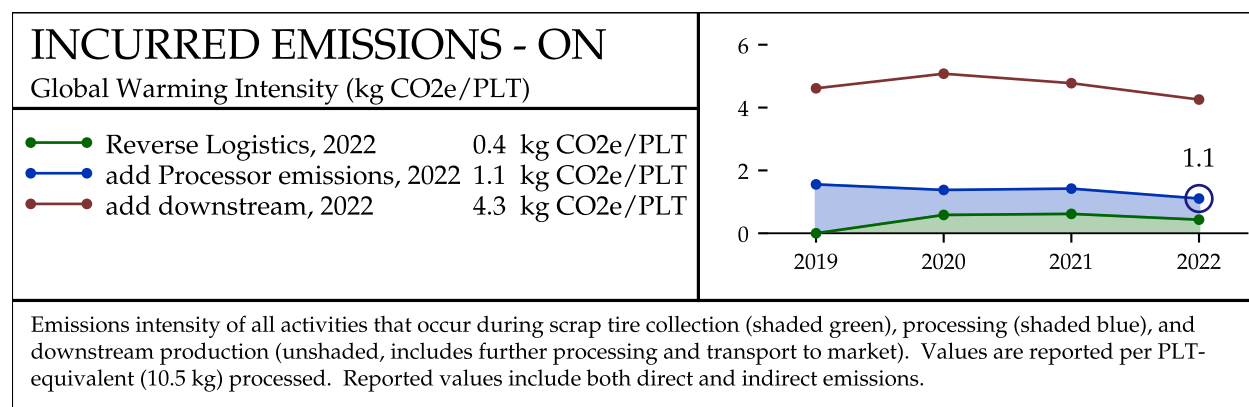 INCURRED EMISSIONS - ON
Global Warming Intensity (kg CO2e/PLT)
Reverse Logistics, 2022 0.4 kg CO2e/PLT
add Processor emissions, 2022 1.1 kg CO2e/PLT
add downstream, 2022 4.3 kg CO2e/PLT
6
4
2
0
1.1
2019 2020 2021 2022
Emissions intensity of all activities that occur during scrap tire collection (shaded green), processing (shaded blue), and
downstream production (unshaded, includes further processing and transport to market). Values are reported per PLT-
equivalent (10.5 kg) processed. Reported values include both direct and indirect emissions.